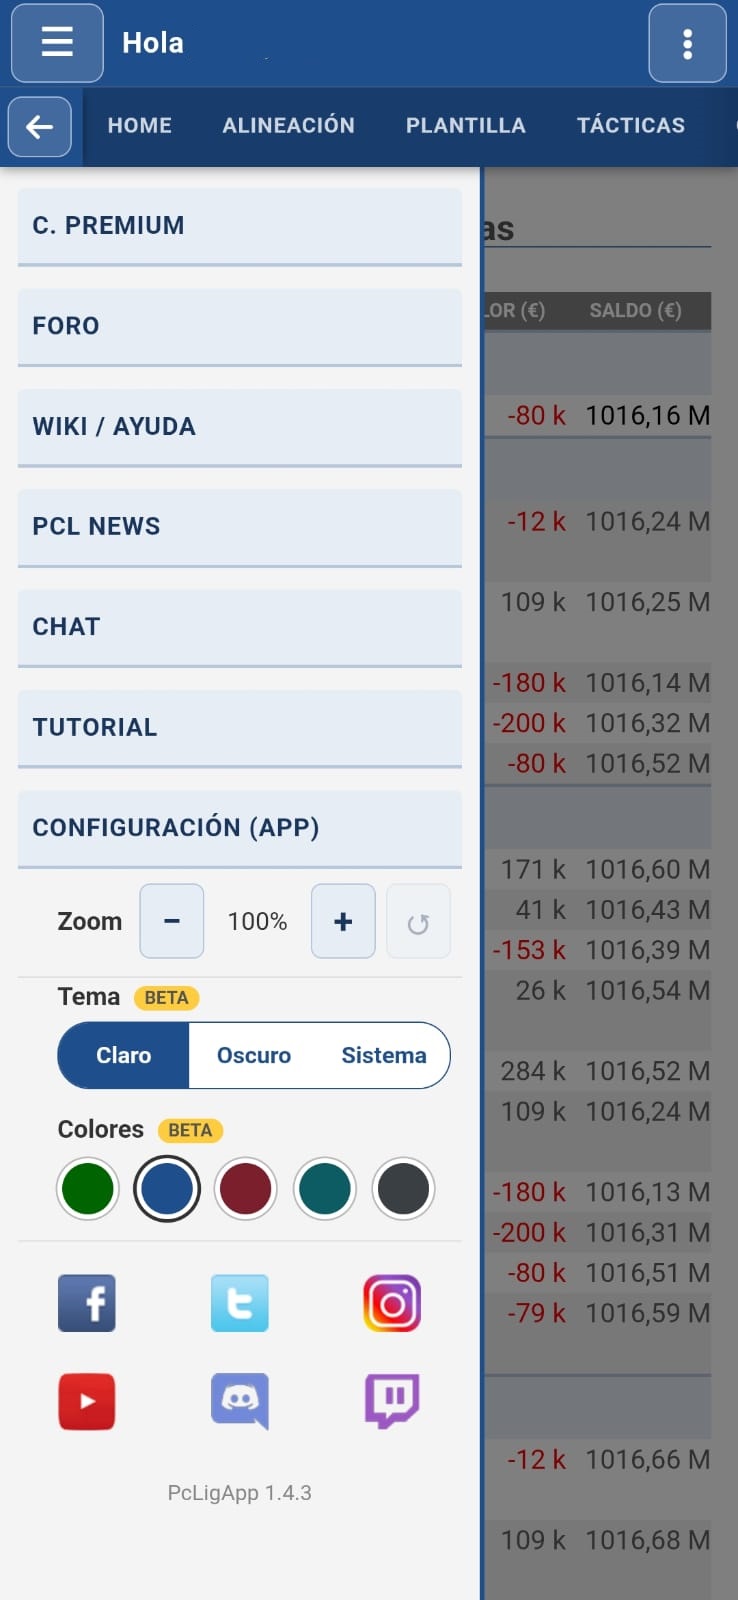 Hola
HOME ALINEACIÓN PLANTILLA TÁCTICAS
C. PREMIUM
FORO
WIKI / AYUDA
PCL NEWS
CHAT
TUTORIAL
CONFIGURACIÓN (APP)
Zoom - 100% +
Tema BETA
Claro Oscuro Sistema
Colores BETA
PcLigApp 1.4.3
as
LOR (€) SALDO (€)
-80 k 1016,16 M
-12 k 1016,24 M
109 k 1016,25 M
-180 k 1016,14 M
-200 k 1016,32 M
-80 k 1016,52 M
171 k 1016,60 M
41 k 1016,43 M
-153 k 1016,39 M
26 k 1016,54 M
284 k 1016,52 M
109 k 1016,24 M
-180 k 1016,13 M
-200 k 1016,31 M
-80 k 1016,51 M
-79 k 1016,59 M
-12 k 1016,66 M
109 k 1016,68 M